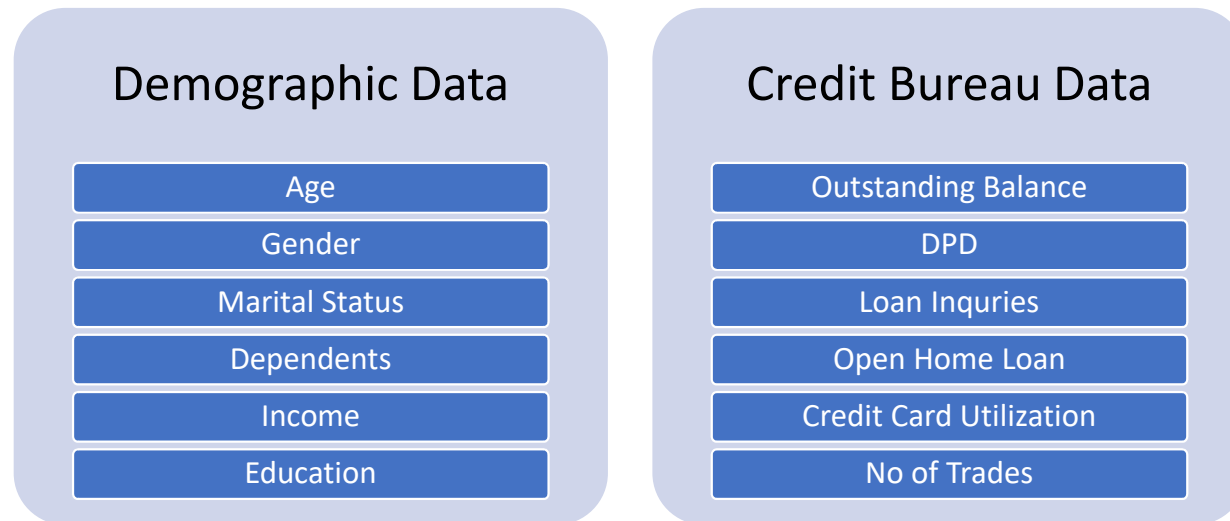 Demographic Data
Age
Gender
Marital Status
Dependents
Income
Education
Credit Bureau Data
Outstanding Balance
DPD
Loan Inquries
Open Home Loan
Credit Card Utilization
No of Trades